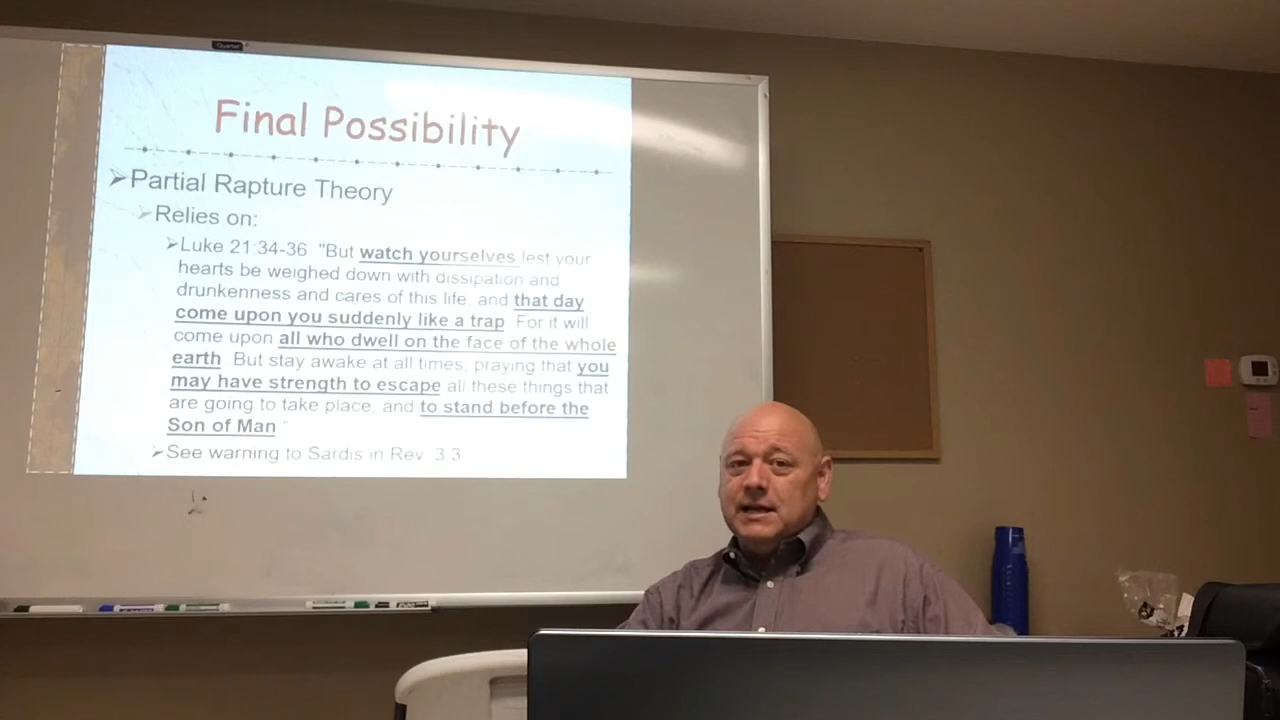 Quartet
Final Possibility
Partial Rapture Theory
Relies on:
Luke 21:34-36 "But watch yourselves lest your
hearts be weighed down with dissipation and
drunkenness and cares of this life, and that day
come upon you suddenly like a trap. For it will
come upon all who dwell on the face of the whole
earth. But stay awake at all times, praying that you
may have strength to escape all these things that
are going to take place, and to stand before the
Son of Man."
See warning to Sardis in Rev. 3:3